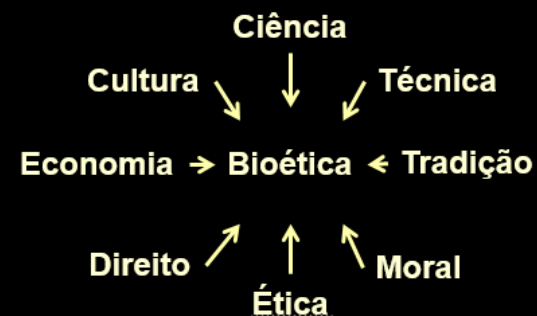 Ciência
Cultura Técnica
Economia Bioética Tradição
Direito Moral
Ética